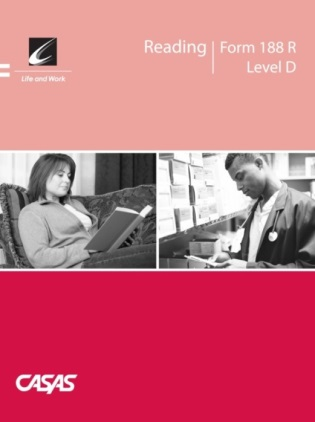 Reading
Form 188 R
Level D
Life and Work
CASAS